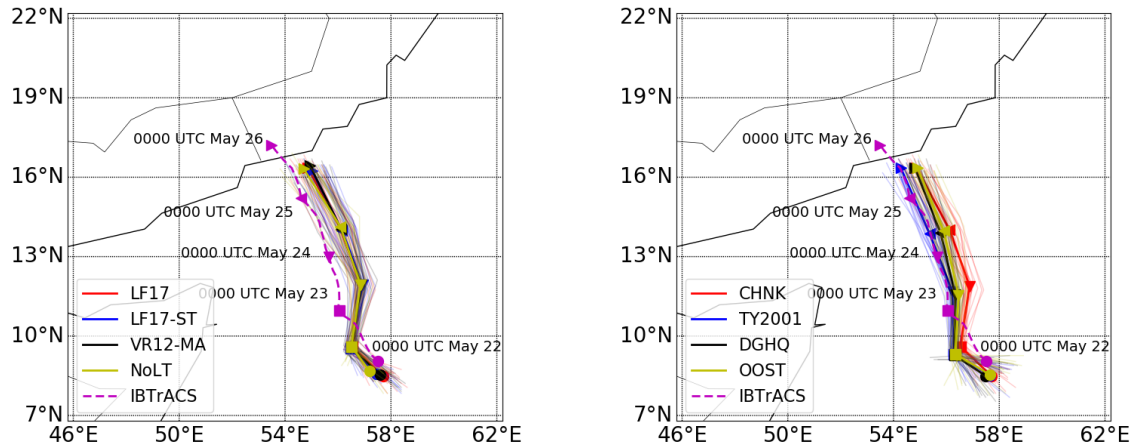 22°N
19°N
16°N
13°N
10°N
7°N
46°E 50°E 54°E 58°E 62°E
0000 UTC May 26
0000 UTC May 25
0000 UTC May 24
0000 UTC May 23
0000 UTC May 22
LF17
LF17-ST
VR12-MA
NoLT
IBTrACS
22°N
19°N
16°N
13°N
10°N
7°N
46°E 50°E 54°E 58°E 62°E
0000 UTC May 26
0000 UTC May 25
0000 UTC May 24
0000 UTC May 23
0000 UTC May 22
CHNK
TY2001
DGHQ
OOST
IBTrACS